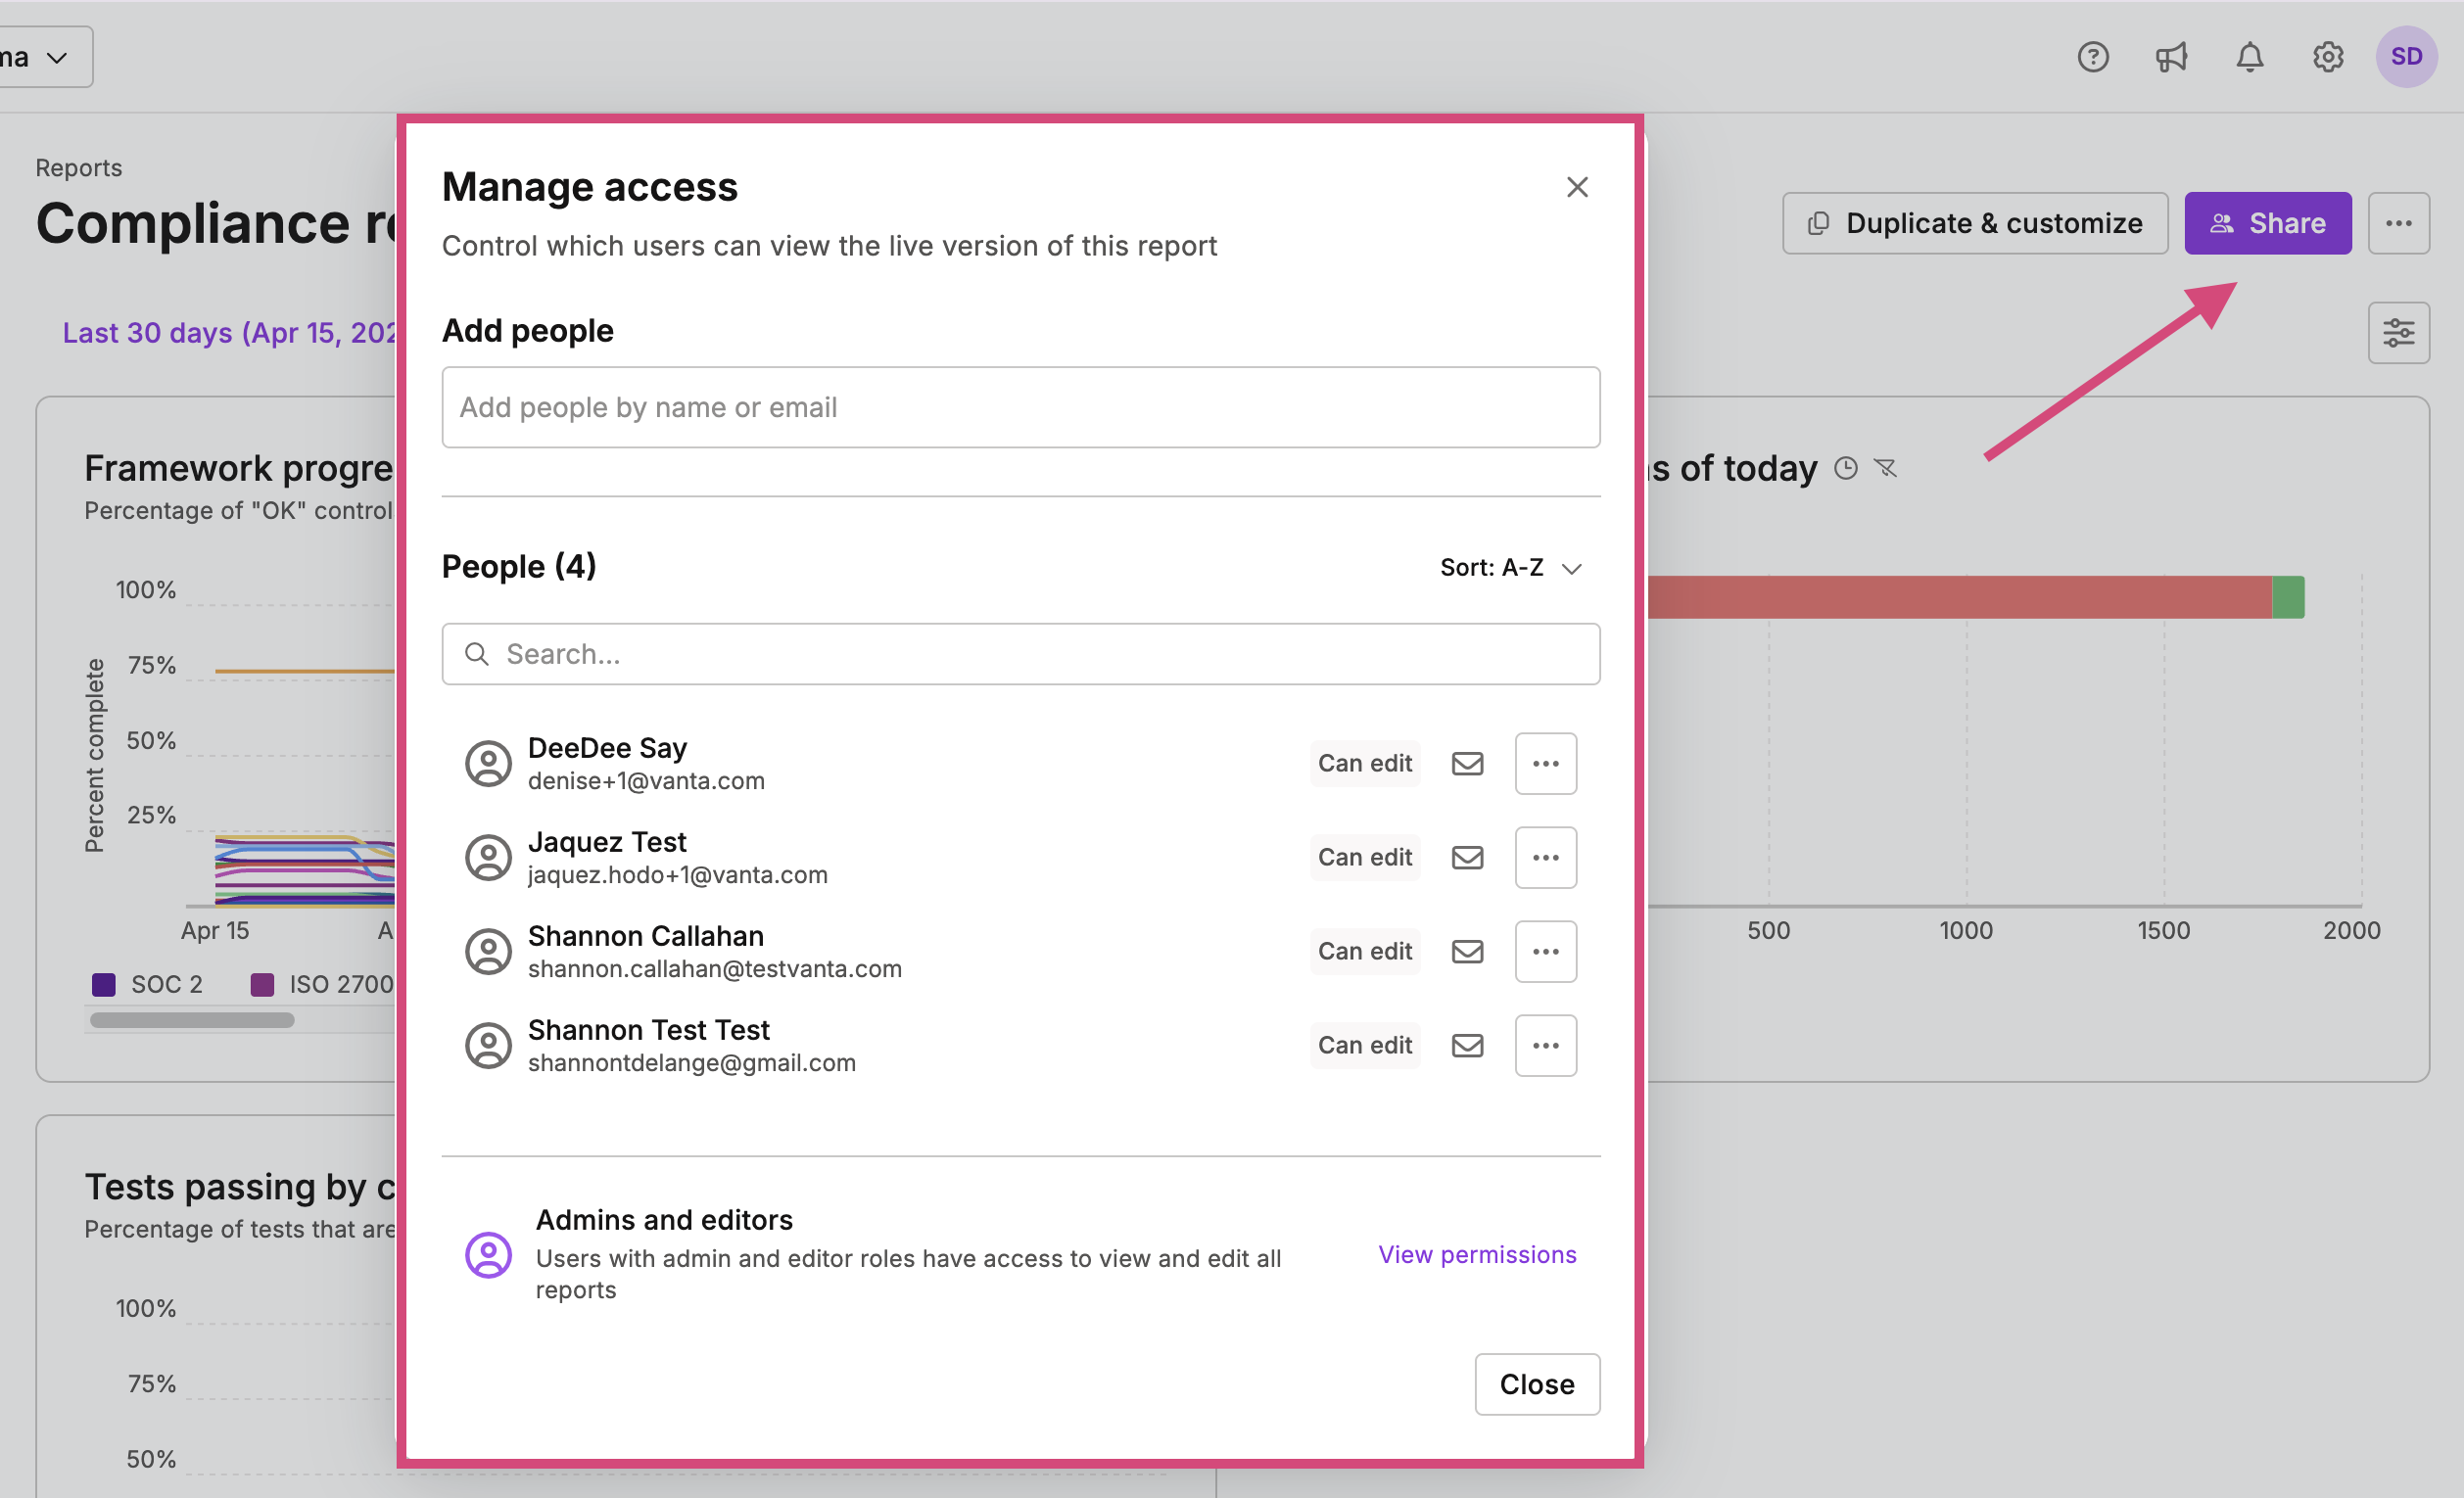 ma
SD
Reports
Compliance re
Duplicate & customize
Share
Last 30 days (Apr 15, 202
Manage access
Control which users can view the live version of this report
Add people
Add people by name or email
People (4)
Sort: A-Z
Search...
DeeDee Say
denise+1@vanta.com
Can edit
Jaquez Test
jaquez.hodo+1@vanta.com
Can edit
Shannon Callahan
shannon.callahan@testvanta.com
Can edit
Shannon Test Test
shannontdelange@gmail.com
Can edit
Admins and editors
Users with admin and editor roles have access to view and edit all
reports
View permissions
Close
Framework progre
Percentage of "OK" control
Percent complete
100%
75%
50%
25%
Apr 15
A
SOC 2
ISO 2700
as of today
500
1000
1500
2000
Tests passing by c
Percentage of tests that are
100%
75%
50%